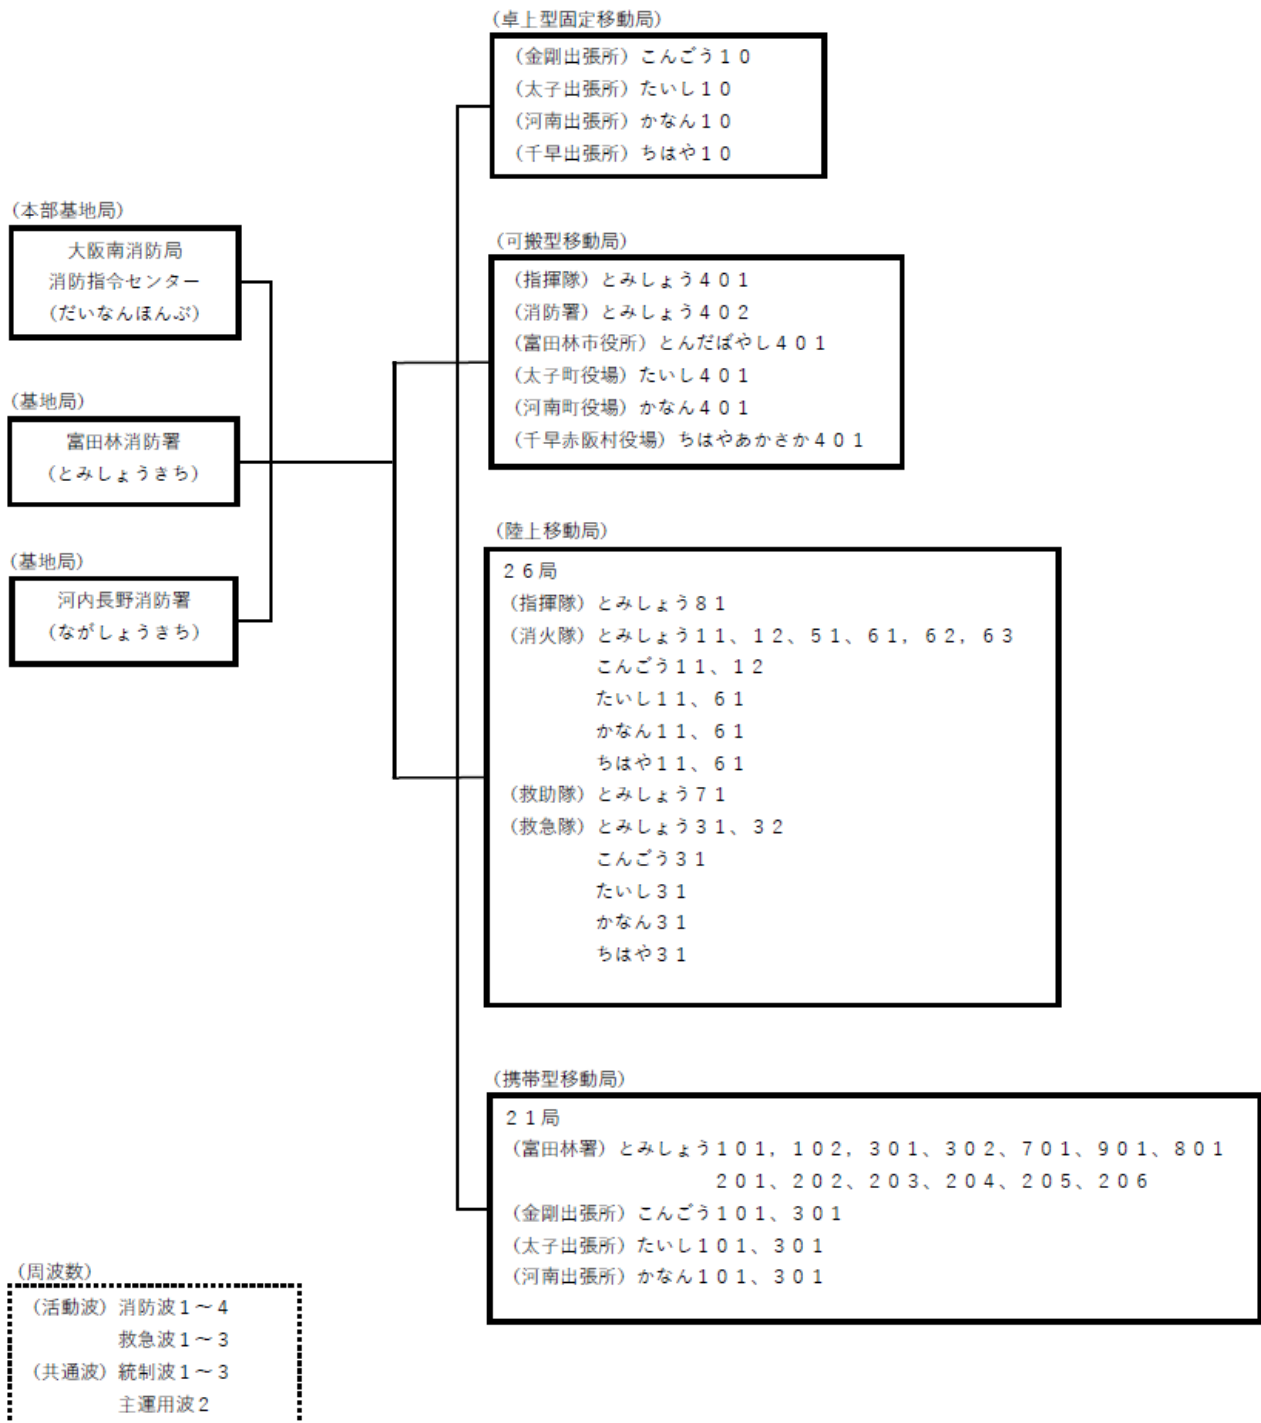 (卓上型固定移動局)
(金剛出張所) こんごう１０
(太子出張所) たいし１０
(河南出張所) かなん１０
(千早出張所) ちはや１０
(本部基地局)
大阪南消防局
消防指令センター
(だいなんほんぶ)
(可搬型移動局)
(指揮隊) とみしょう４０１
(消防署) とみしょう４０２
(富田林市役所) とんだばやし４０１
(太子町役場) たいし４０１
(河南町役場) かなん４０１
(千早赤阪村役場) ちはやあかさか４０１
(基地局)
富田林消防署
(とみしょうきち)
(基地局)
河内長野消防署
(ながしょうきち)
(陸上移動局)
２６局
(指揮隊) とみしょう８１
(消火隊) とみしょう１１、１２、５１、６１，６２，６３
こんごう１１、１２
たいし１１、６１
かなん１１、６１
ちはや１１、６１
(救助隊) とみしょう７１
(救急隊) とみしょう３１、３２
こんごう３１
たいし３１
かなん３１
ちはや３１
(携帯型移動局)
２１局
(富田林署) とみしょう１０１，１０２，３０１、３０２、７０１、９０１、８０１
２０１、２０２、２０３、２０４、２０５、２０６
(金剛出張所) こんごう１０１、３０１
(太子出張所) たいし１０１、３０１
(河南出張所) かなん１０１、３０１
(周波数)
(活動波) 消防波１～４
救急波１～３
(共通波) 統制波１～３
主運用波２